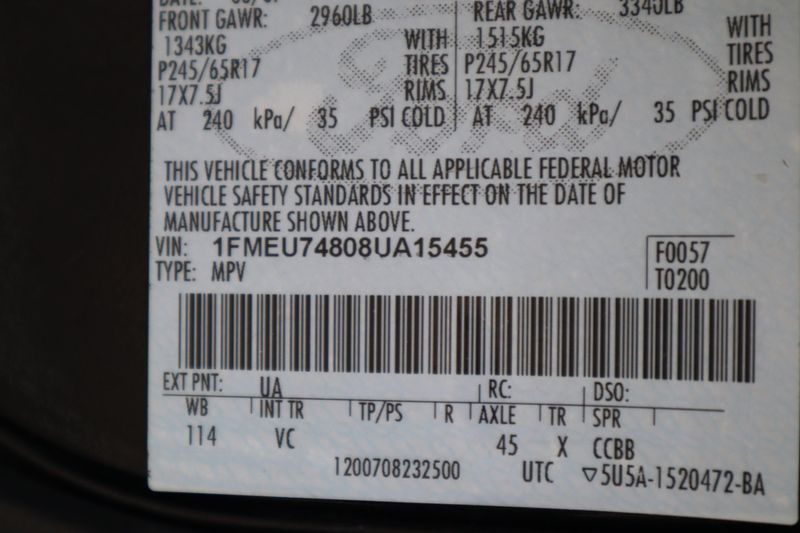 DATE:
FRONT GAWR: 2960LB REAR GAWR: 3340LB
1343KG WITH 1515KG WITH
P245/65R17 TIRES P245/65R17 TIRES
17X7.5J RIMS 17X7.5J RIMS
AT 240 kPa/ 35 PSI COLD AT 240 kPa/ 35 PSI COLD
Ford
THIS VEHICLE CONFORMS TO ALL APPLICABLE FEDERAL MOTOR
VEHICLE SAFETY STANDARDS IN EFFECT ON THE DATE OF
MANUFACTURE SHOWN ABOVE.
VIN: 1FMEU74808UA15455 F0057
TYPE: MPV T0200
EXT PNT: UA RC: DSO:
WB INT TR TP/PS R AXLE TR SPR
114 VC 45 X CCBB
1200708232500 UTC ▽5U5A-1520472-BA